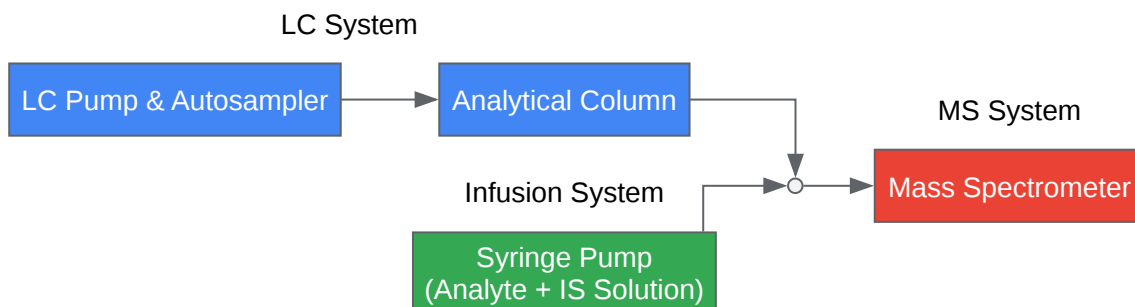 LC System
LC Pump & Autosampler
Analytical Column
MS System
Mass Spectrometer
Infusion System
Syringe Pump
(Analyte + IS Solution)